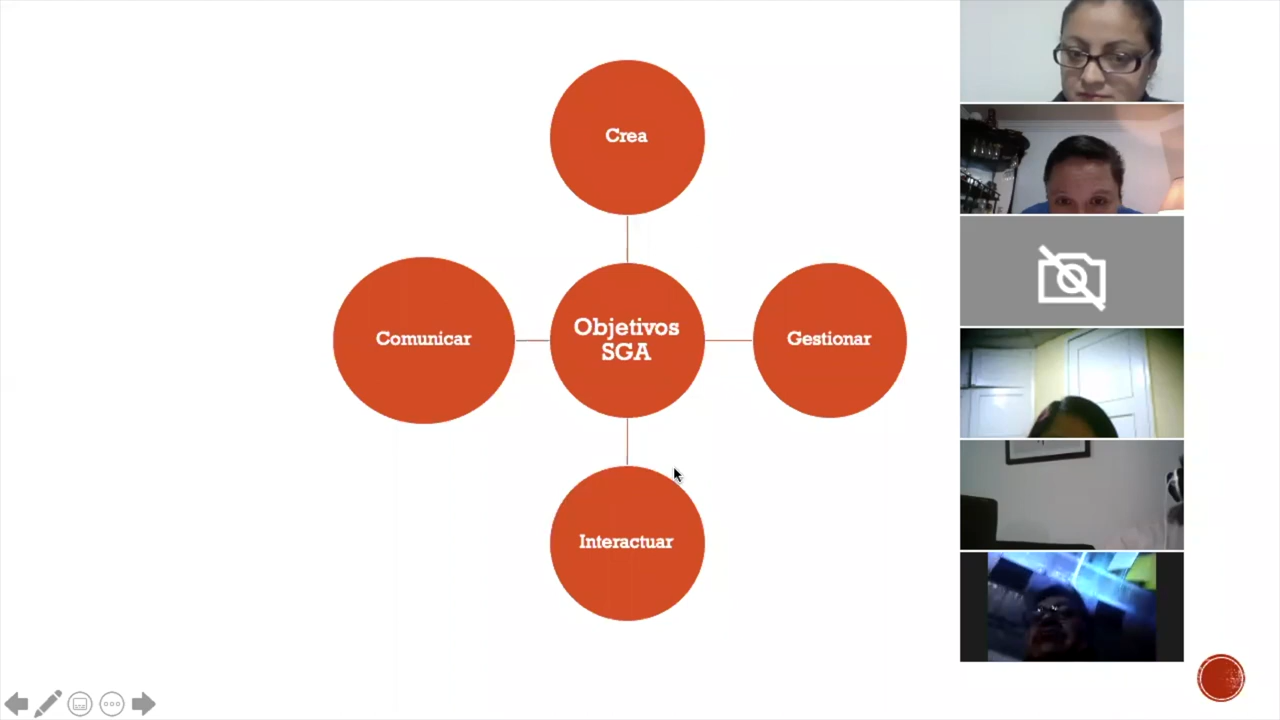 Crea
Comunicar
Objetivos
SGA
Gestionar
Interactuar